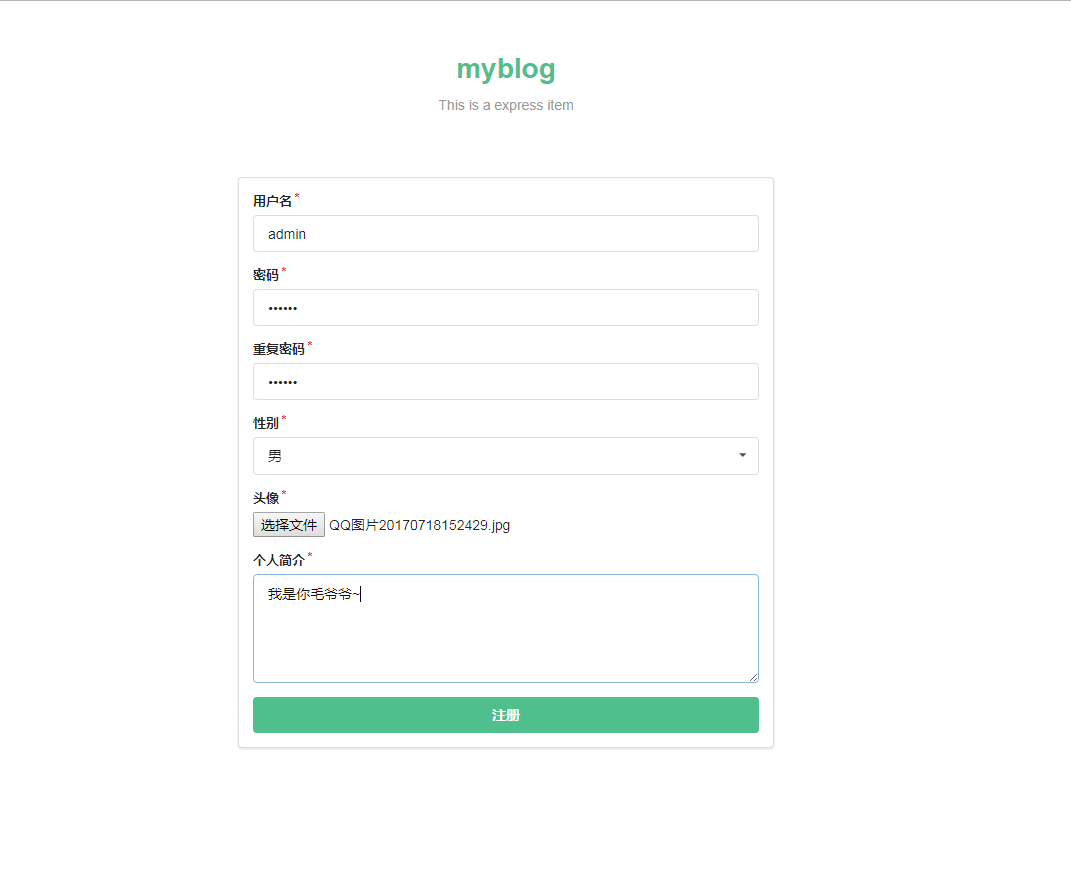 myblog
This is a express item
用户名*
admin
密码*
••••••
重复密码*
••••••
性别*
男
头像*
选择文件 QQ图片20170718152429.jpg
个人简介*
我是你毛爷爷~
注册